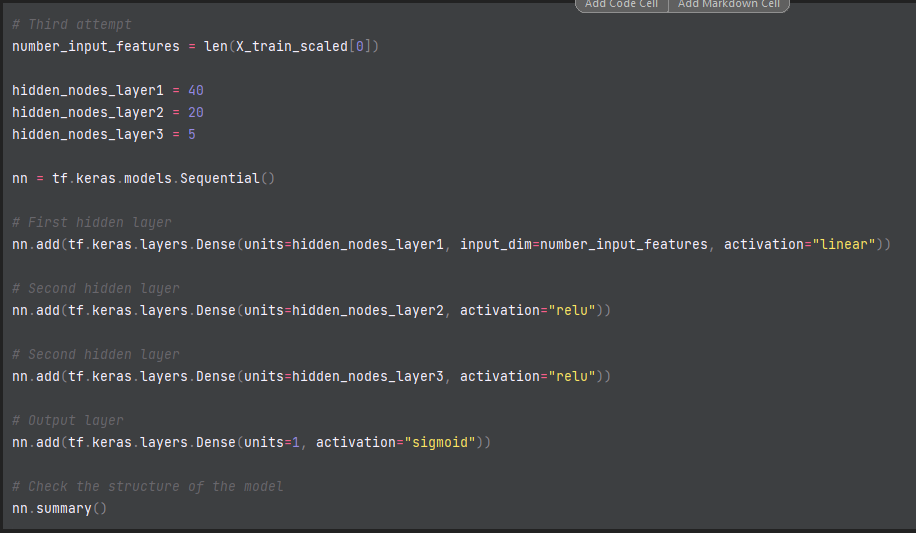 Add Code Cell Add Markdown Cell
# Third attempt
number_input_features = len(X_train_scaled[0])
hidden_nodes_layer1 = 40
hidden_nodes_layer2 = 20
hidden_nodes_layer3 = 5
nn = tf.keras.models.Sequential()
# First hidden layer
nn.add(tf.keras.layers.Dense(units=hidden_nodes_layer1, input_dim=number_input_features, activation="linear"))
# Second hidden layer
nn.add(tf.keras.layers.Dense(units=hidden_nodes_layer2, activation="relu"))
# Second hidden layer
nn.add(tf.keras.layers.Dense(units=hidden_nodes_layer3, activation="relu"))
# Output layer
nn.add(tf.keras.layers.Dense(units=1, activation="sigmoid"))
# Check the structure of the model
nn.summary()